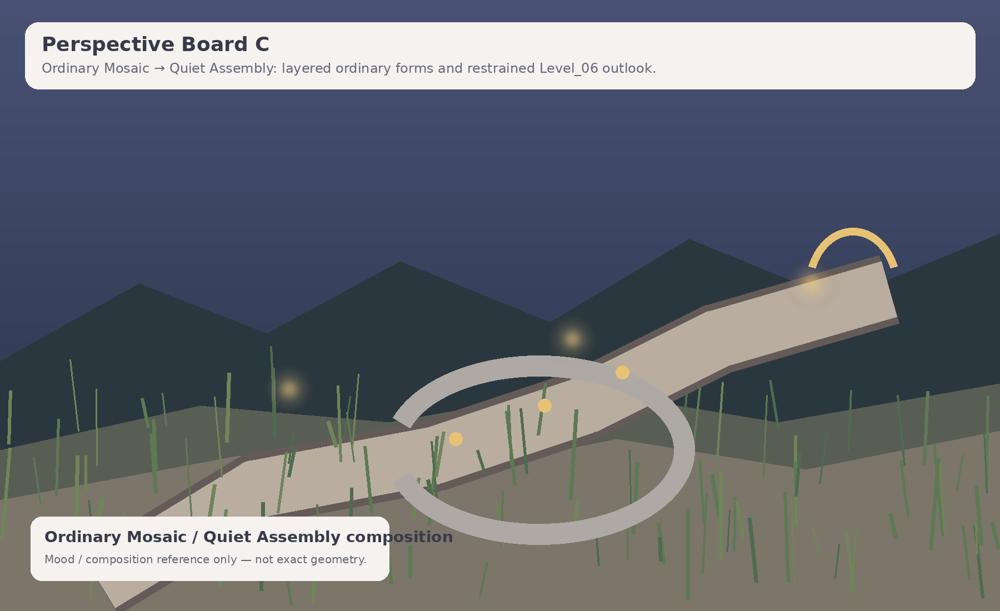 Perspective Board C
Ordinary Mosaic → Quiet Assembly: layered ordinary forms and restrained Level_06 outlook.
Ordinary Mosaic / Quiet Assembly composition
Mood / composition reference only — not exact geometry.